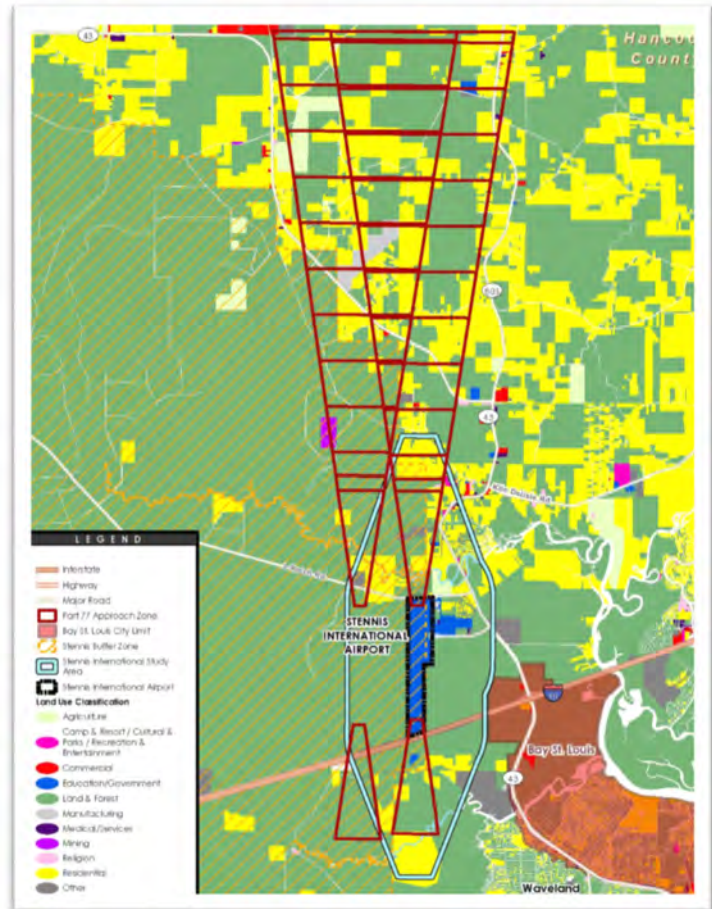 43
Hancock
County
603
43
Kiln Delisle Rd
STENNIS
INTERNATIONAL
AIRPORT
Bay St. Louis
43
Waveland
LEGEND
Interstate
Highway
Major Road
Part 77 Approach Zone
Bay St. Louis City Limit
Stennis Buffer Zone
Stennis International Study
Area
Stennis International Airport
Land Use Classification
Agriculture
Camp & Resort / Cultural &
Parks / Recreation &
Entertainment
Commercial
Education/Government
Land & Forest
Manufacturing
Medical/Services
Mining
Religion
Residential
Other